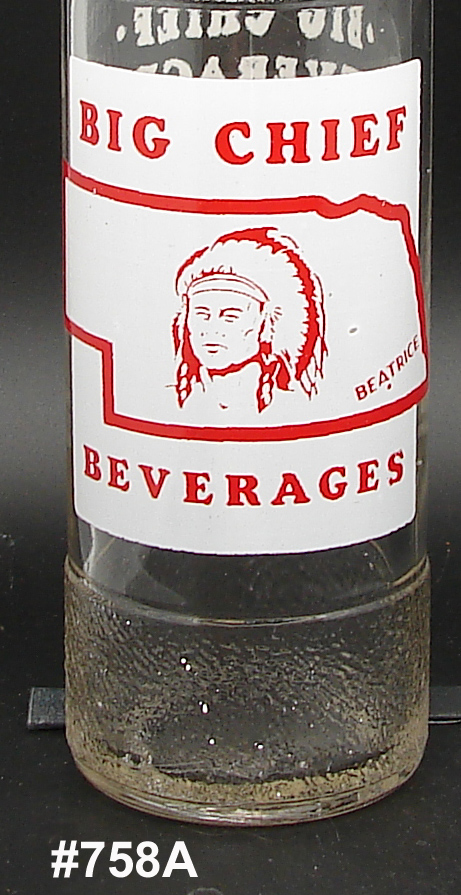 BIG CHIEF
BEATRICE
BEVERAGES
#758A